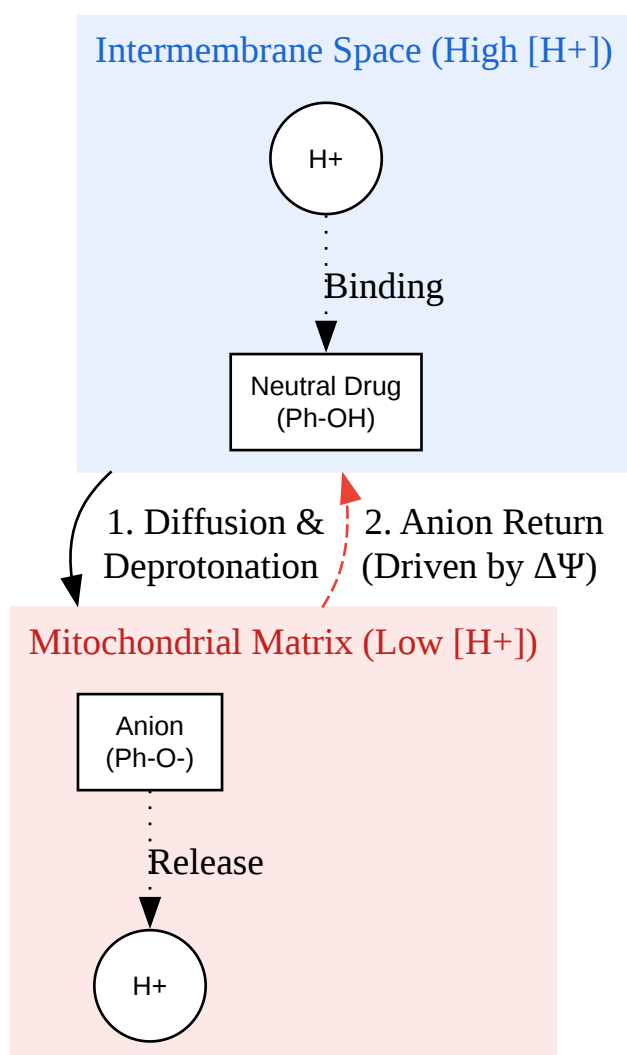 Intermembrane Space (High [H+])
H+
Binding
Neutral Drug
(Ph-OH)
1. Diffusion &
Deprotonation
2. Anion Return
(Driven by ΔΨ)
Mitochondrial Matrix (Low [H+])
Anion
(Ph-O-)
Release
H+